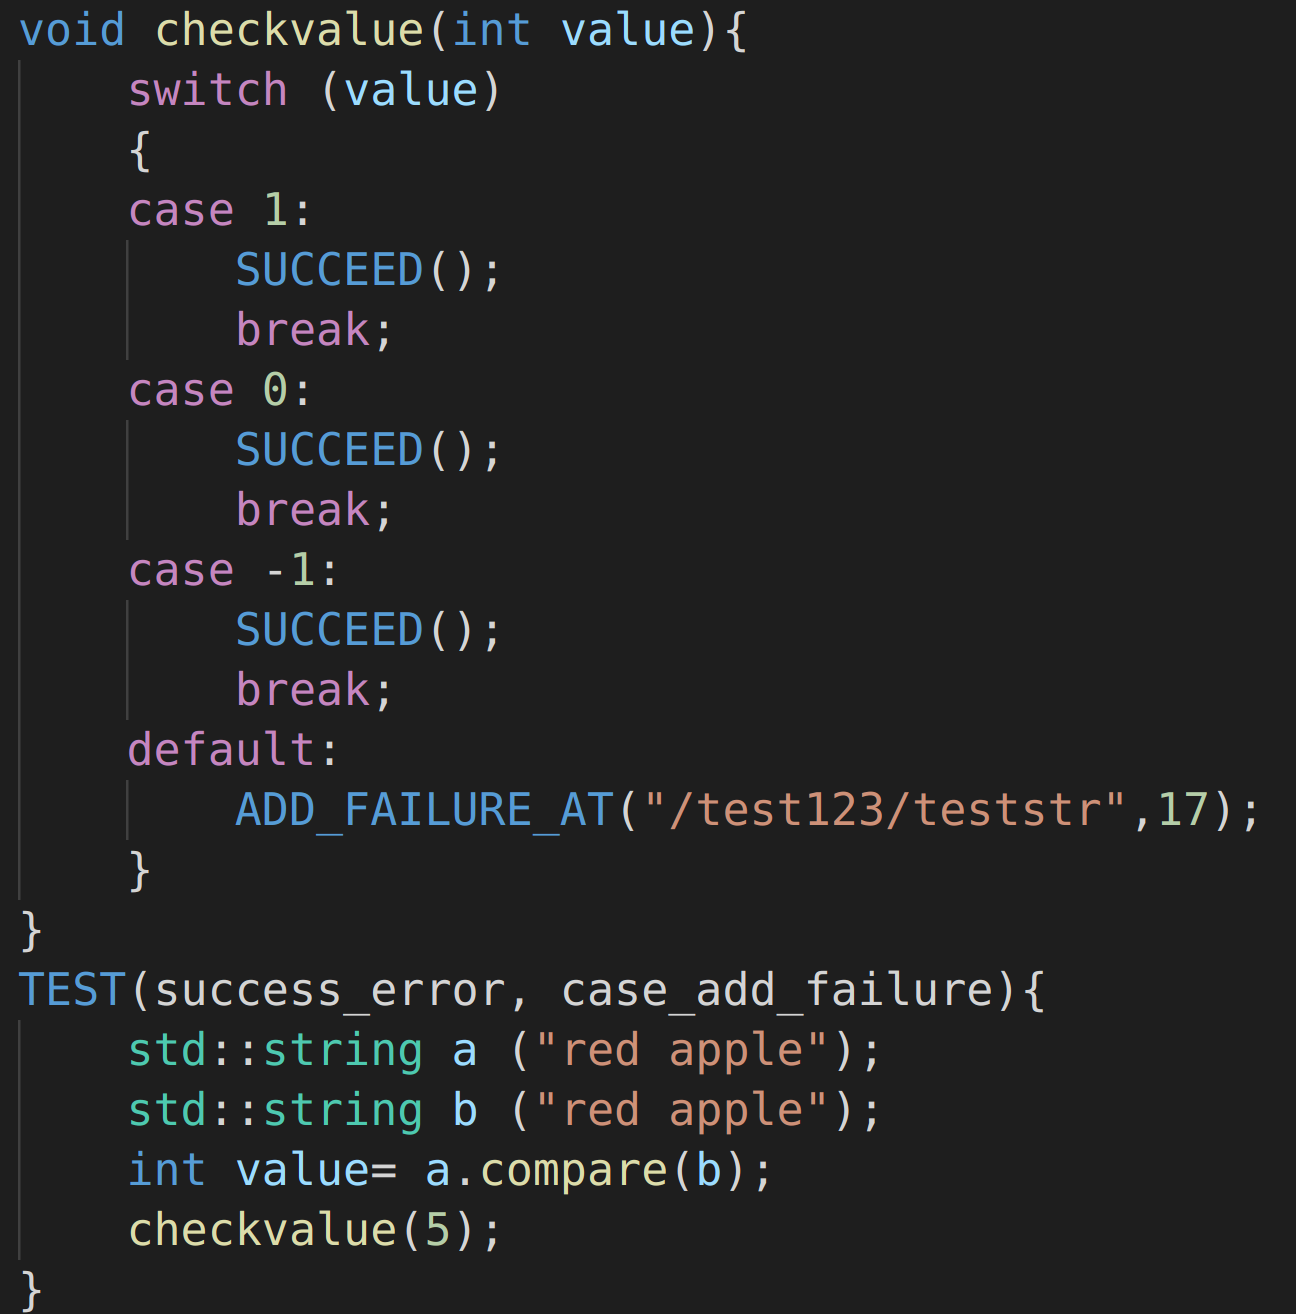 void checkvalue(int value){
    switch (value)
    {
    case 1:
        SUCCEED();
        break;
    case 0:
        SUCCEED();
        break;
    case -1:
        SUCCEED();
        break;
    default:
        ADD_FAILURE_AT("/test123/teststr",17);
    }
}
TEST(success_error, case_add_failure){
    std::string a ("red apple");
    std::string b ("red apple");
    int value= a.compare(b);
    checkvalue(5);
}